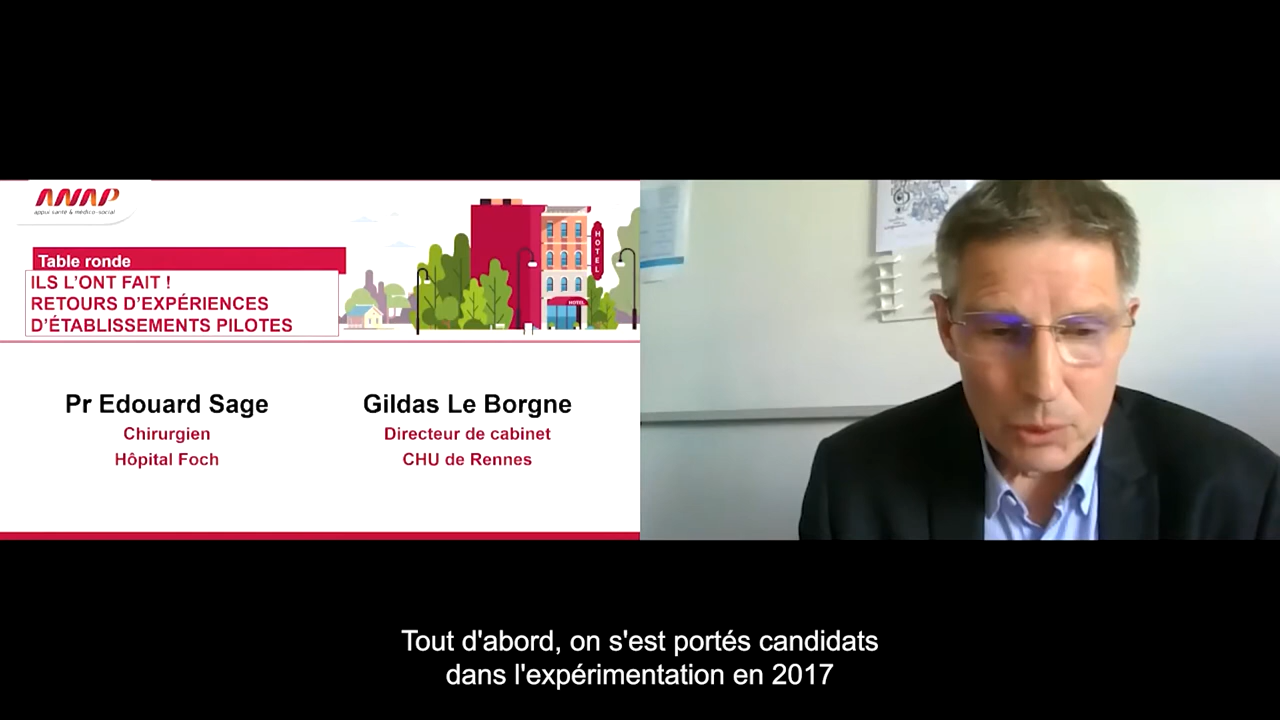 ANAP
appui santé & médico-social
Table ronde
ILS L'ONT FAIT !
RETOURS D'EXPÉRIENCES
D'ÉTABLISSEMENTS PILOTES
HOTEL
HOTEL
Pr Edouard Sage
Chirurgien
Hôpital Foch
Gildas Le Borgne
Directeur de cabinet
CHU de Rennes
Tout d'abord, on s'est portés candidats
dans l'expérimentation en 2017